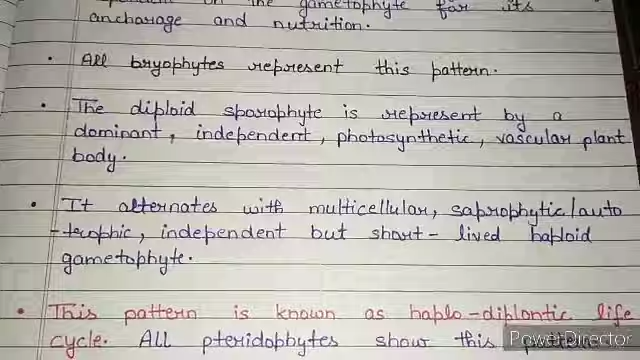 on the gametophyte for its
anchorage and nutrition.
• All bryophytes represent this pattern.
• The diploid sporophyte is represent by a
dominant, independent, photosynthetic, vascular plant
body.
• It alternates with multicellular, saprophytic/auto
-trophic, independent but short-lived haploid
gametophyte.
• This pattern is known as haplo-diplontic life
cycle. All pteridophytes show this
PowerDirector